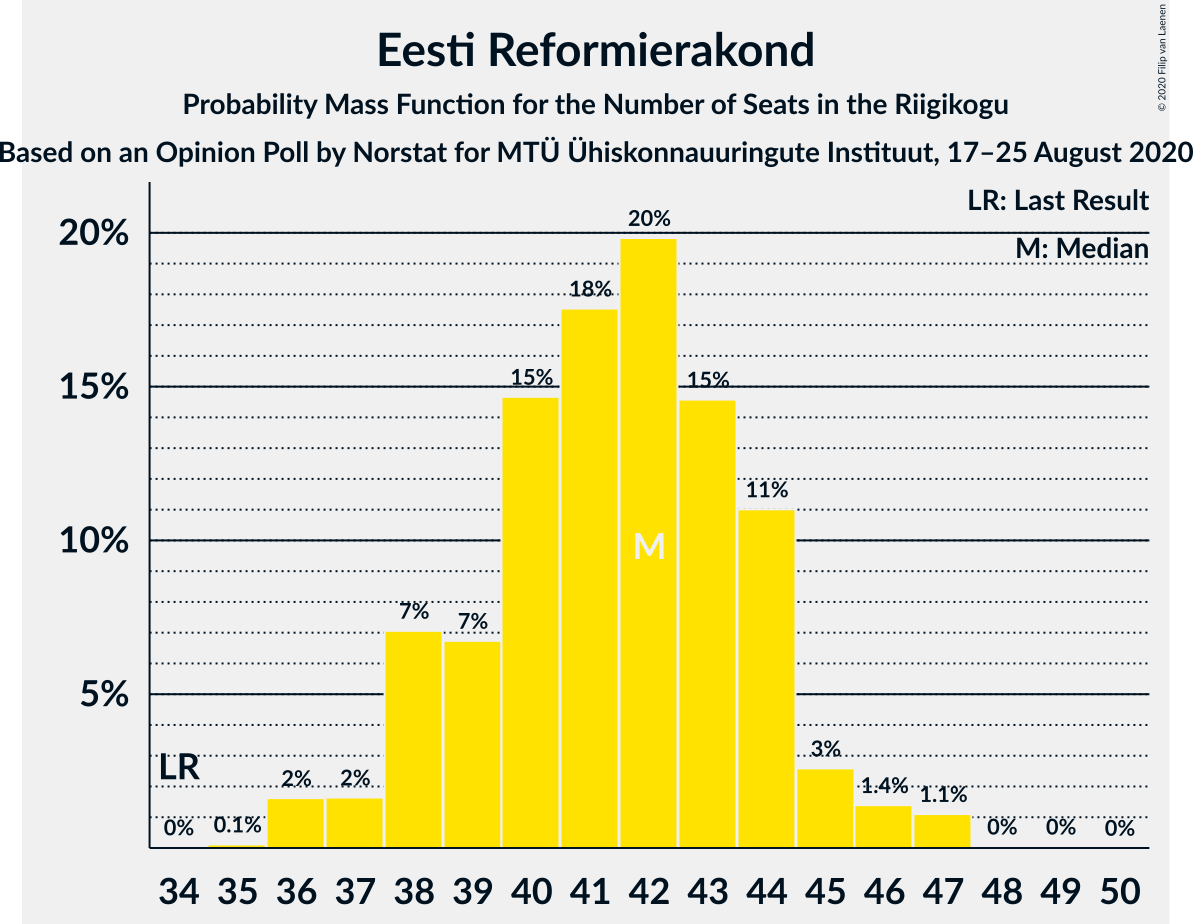 Eesti Reformierakond
Probability Mass Function for the Number of Seats in the Riigikogu
Based on an Opinion Poll by Norstat for MTÜ Ühiskonnauuringute Instituut, 17–25 August 2020
© 2020 Filip van Laenen
LR: Last Result
M: Median
20%
15%
10%
5%
LR
0%
0.1%
2%
2%
7%
7%
15%
18%
20%
M
15%
11%
3%
1.4%
1.1%
0%
0%
0%
34 35 36 37 38 39 40 41 42 43 44 45 46 47 48 49 50